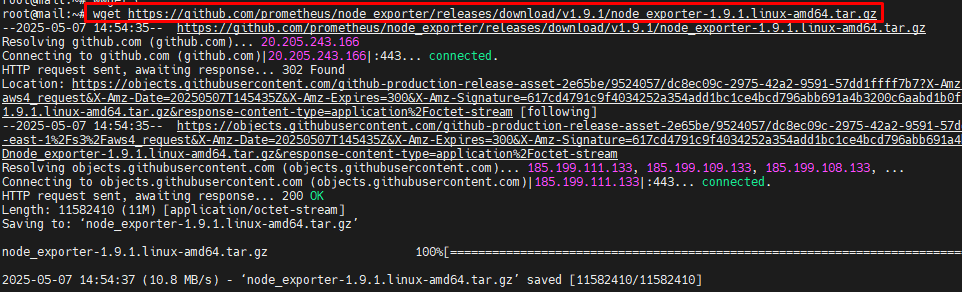 root@mail:~#
root@mail:~# wget https://github.com/prometheus/node_exporter/releases/download/v1.9.1/node_exporter-1.9.1.linux-amd64.tar.gz
--2025-05-07 14:54:35-- https://github.com/prometheus/node_exporter/releases/download/v1.9.1/node_exporter-1.9.1.linux-amd64.tar.gz
Resolving github.com (github.com)... 20.205.243.166
Connecting to github.com (github.com)|20.205.243.166|:443... connected.
HTTP request sent, awaiting response... 302 Found
Location: https://objects.githubusercontent.com/github-production-release-asset-2e65be/9524057/dc8ec09c-2975-42a2-9591-57dd1ffff7b7?X-Amz
aws4_request&X-Amz-Date=20250507T145435Z&X-Amz-Expires=300&X-Amz-Signature=617cd4791c9f4034252a354add1bc1ce4bcd796abb691a4b3200c6aabd1b0f
1.9.1.linux-amd64.tar.gz&response-content-type=application%2Foctet-stream [following]
--2025-05-07 14:54:35-- https://objects.githubusercontent.com/github-production-release-asset-2e65be/9524057/dc8ec09c-2975-42a2-9591-57d
-east-1%2Fs3%2Faws4_request&X-Amz-Date=20250507T145435Z&X-Amz-Expires=300&X-Amz-Signature=617cd4791c9f4034252a354add1bc1ce4bcd796abb691a4
Dnode_exporter-1.9.1.linux-amd64.tar.gz&response-content-type=application%2Foctet-stream
Resolving objects.githubusercontent.com (objects.githubusercontent.com)... 185.199.111.133, 185.199.109.133, 185.199.108.133, ...
Connecting to objects.githubusercontent.com (objects.githubusercontent.com)|185.199.111.133|:443... connected.
HTTP request sent, awaiting response... 200 OK
Length: 11582410 (11M) [application/octet-stream]
Saving to: ‘node_exporter-1.9.1.linux-amd64.tar.gz’
node_exporter-1.9.1.linux-amd64.tar.gz 100%[==========================================================================
2025-05-07 14:54:37 (10.8 MB/s) - ‘node_exporter-1.9.1.linux-amd64.tar.gz’ saved [11582410/11582410]